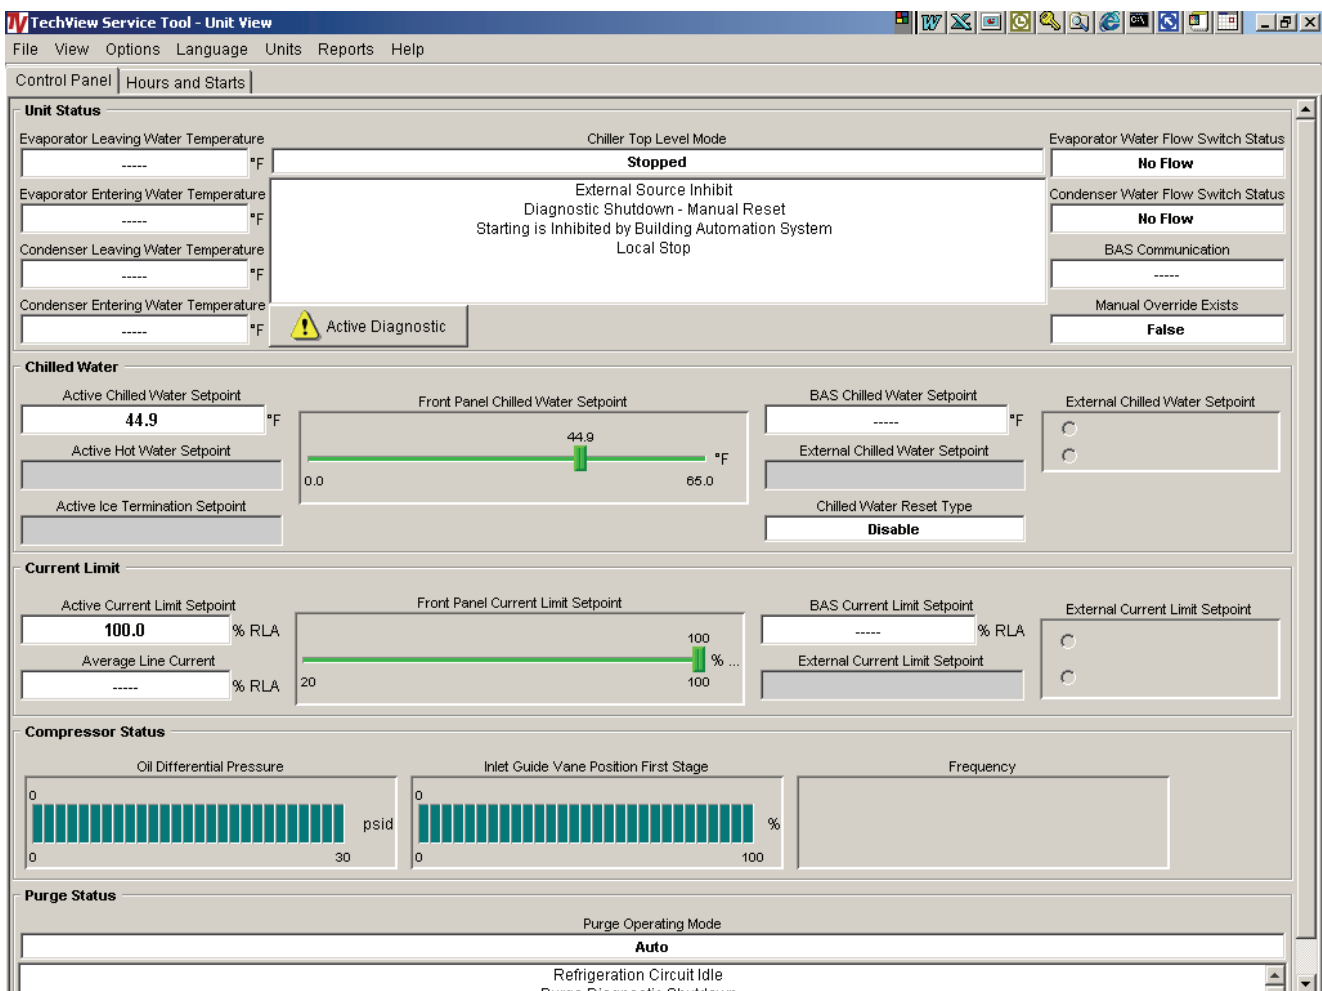 TechView Service Tool - Unit View
File View Options Language Units Reports Help
Control Panel Hours and Starts
Unit Status
Evaporator Leaving Water Temperature
----- °F
Evaporator Entering Water Temperature
----- °F
Condenser Leaving Water Temperature
----- °F
Condenser Entering Water Temperature
----- °F
Chiller Top Level Mode
Stopped
External Source Inhibit
Diagnostic Shutdown - Manual Reset
Starting is Inhibited by Building Automation System
Local Stop
Active Diagnostic
Evaporator Water Flow Switch Status
No Flow
Condenser Water Flow Switch Status
No Flow
BAS Communication
-----
Manual Override Exists
False
Chilled Water
Active Chilled Water Setpoint
44.9 °F
Active Hot Water Setpoint
Active Ice Termination Setpoint
Front Panel Chilled Water Setpoint
44.9
°F
0.0 65.0
BAS Chilled Water Setpoint
----- °F
External Chilled Water Setpoint
Chilled Water Reset Type
Disable
External Chilled Water Setpoint
Current Limit
Active Current Limit Setpoint
100.0 % RLA
Average Line Current
----- % RLA
Front Panel Current Limit Setpoint
100
% ...
20 100
BAS Current Limit Setpoint
----- % RLA
External Current Limit Setpoint
External Current Limit Setpoint
Compressor Status
Oil Differential Pressure
0
psid
0 30
Inlet Guide Vane Position First Stage
0
%
0 100
Frequency
Purge Status
Purge Operating Mode
Auto
Refrigeration Circuit Idle
Purge Diagnostic Shutdown